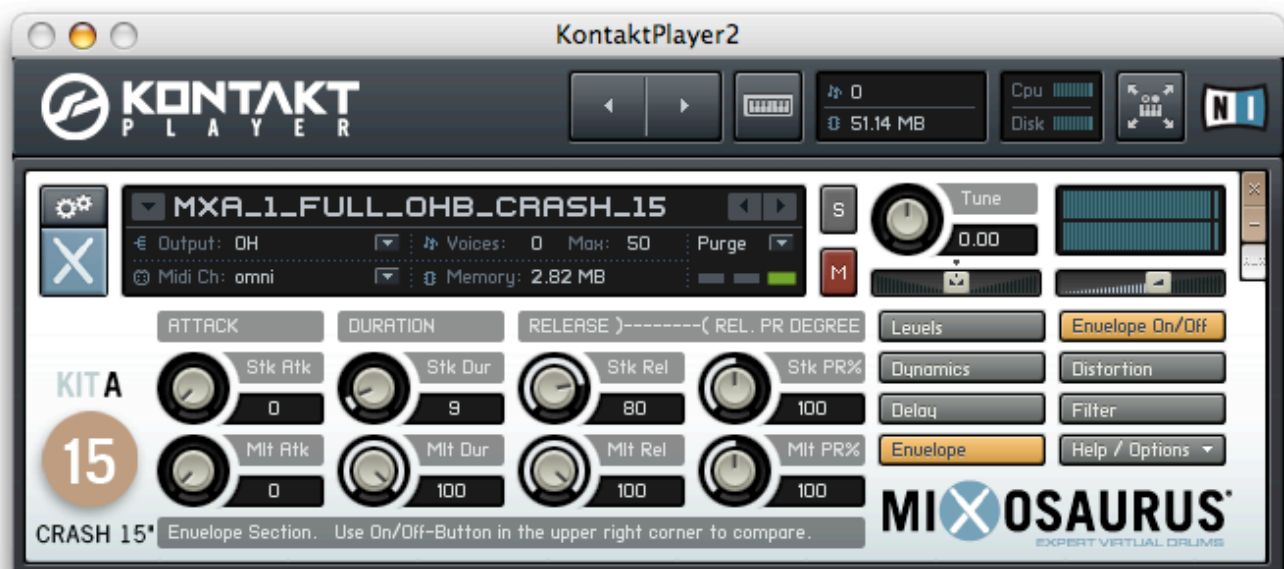 KontaktPlayer2
KONTAKT
PLAYER
0
51.14 MB
Cpu
Disk
NI
MXA_1_FULL_OHB_CRASH_15
Output: OH
Voices: 0 Max: 50
Purge
Midi Ch: omni
Memory: 2.82 MB
S
M
Tune
0.00
ATTACK
DURATION
RELEASE )--------( REL. PR DEGREE
Levels
Envelope On/Off
Stk Atk
0
Stk Dur
9
Stk Rel
80
Stk PR%
100
Dynamics
Distortion
KIT A
15
Delay
Filter
Mlt Atk
0
Mlt Dur
100
Mlt Rel
100
Mlt PR%
100
Envelope
Help / Options
CRASH 15"
Envelope Section. Use On/Off-Button in the upper right corner to compare.
MIXOSAURUS
EXPERT VIRTUAL DRUMS